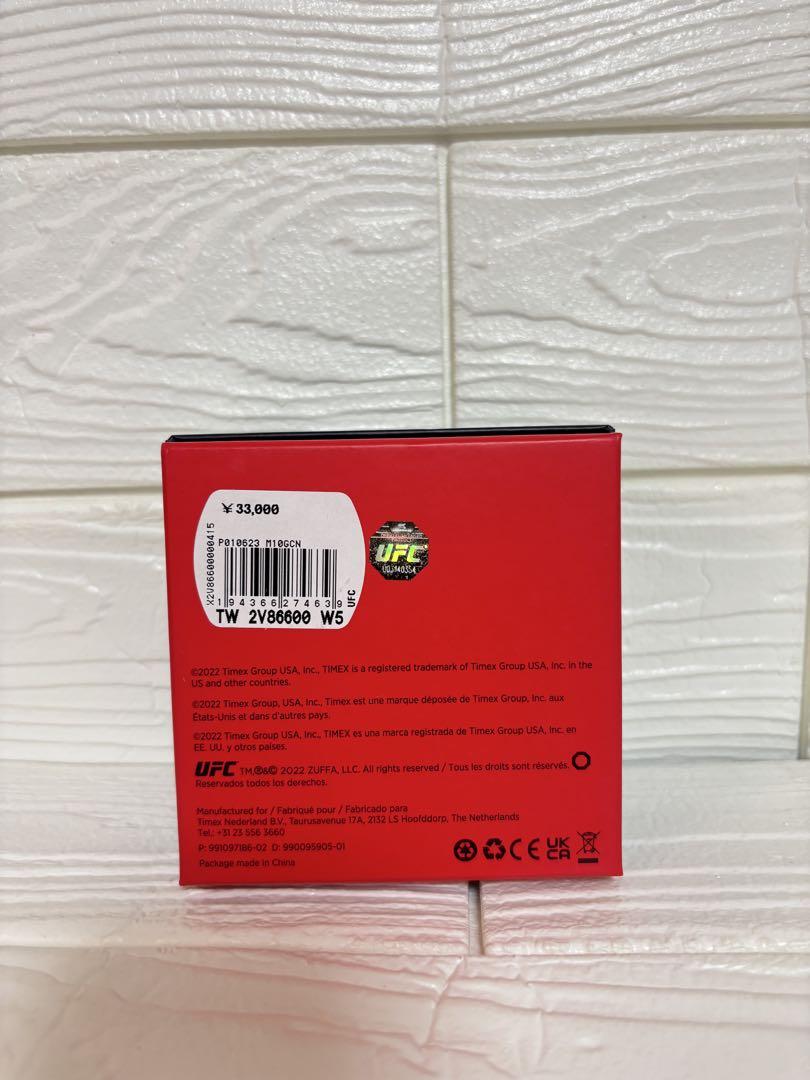 ¥ 33,000
P010623 M10GCN
X2V86600000415
1 94366 27463 9
UFC
TW 2V86600 W5
UFC
©2022 Timex Group USA, Inc., TIMEX is a registered trademark of Timex Group USA, Inc. in the
US and other countries.
©2022 Timex Group, USA, Inc., Timex est une marque déposée de Timex Group, Inc. aux
États-Unis et dans d'autres pays.
©2022 Timex Group USA, Inc., TIMEX es una marca registrada de Timex Group USA, Inc. en
EE. UU. y otros países.
UFC TM,®&© 2022 ZUFFA, LLC. All rights reserved / Tous les droits sont réservés.
Reservados todos los derechos.
Manufactured for / Fabriqué pour / Fabricado para
Timex Nederland B.V., Taurusavenue 17A, 2132 LS Hoofddorp, The Netherlands
Tel.: +31 23 556 3660
P: 991097186-02 D: 990095905-01
Package made in China
CE UK
CA